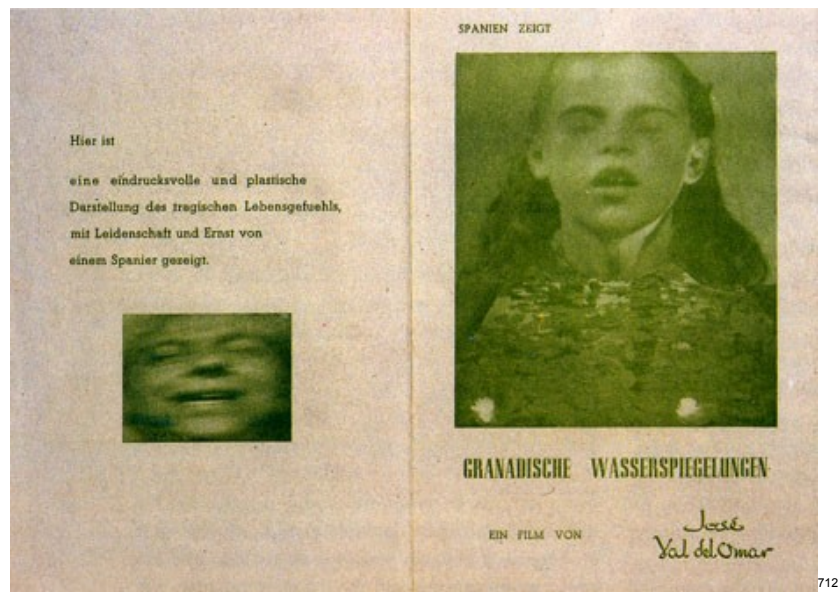 Hier ist
eine eindrucksvolle und plastische
Darstellung des tragischen Lebensgefuehls,
mit Leidenschaft und Ernst von
einem Spanier gezeigt.
SPANIEN ZEIGT
GRANADISCHE WASSERSPIEGELUNGEN
EIN FILM VON
José
Val del Omar
712